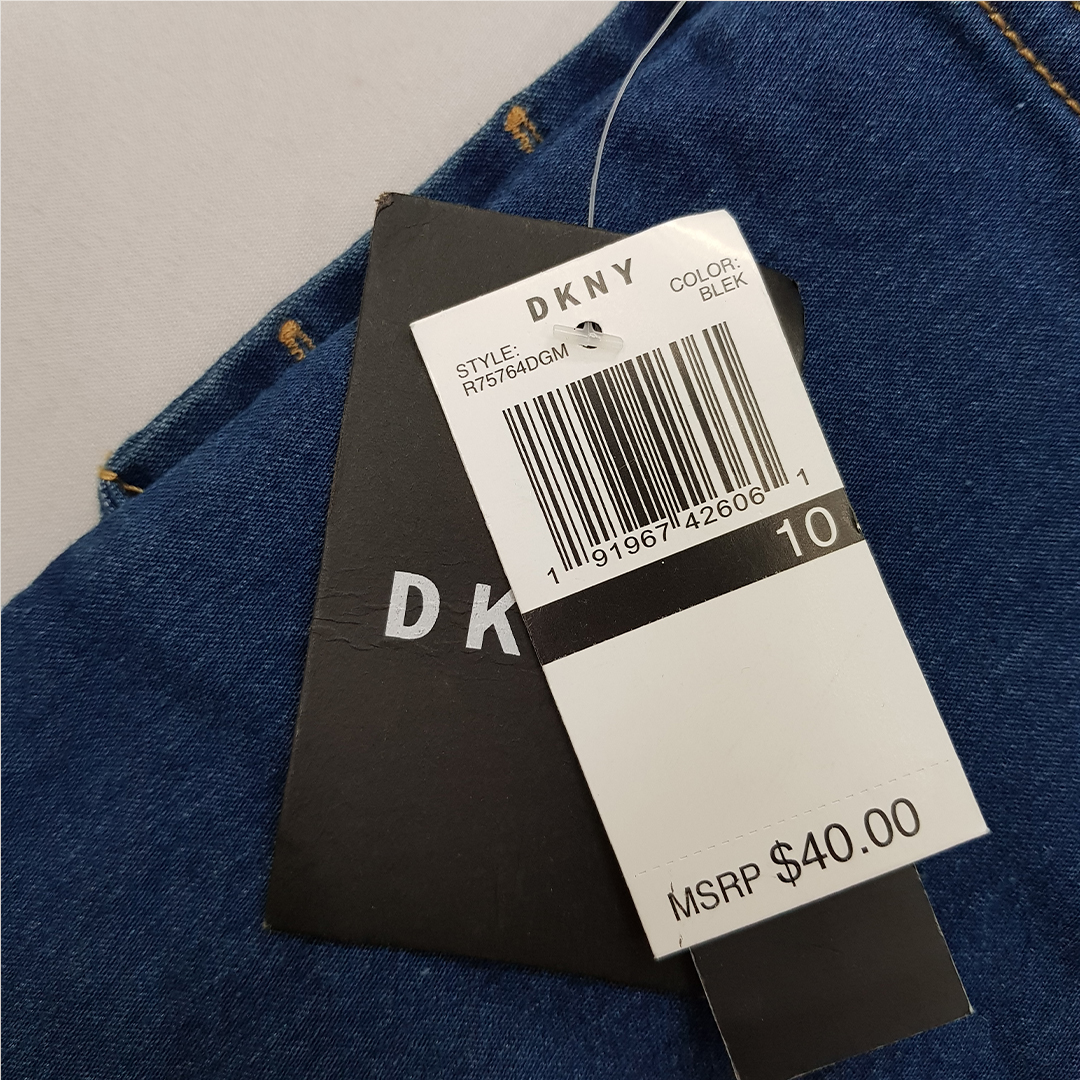 DKNY
COLOR:
BLEK
STYLE:
R75764DGM
1 91967 42606 1
10
DK
MSRP $40.00